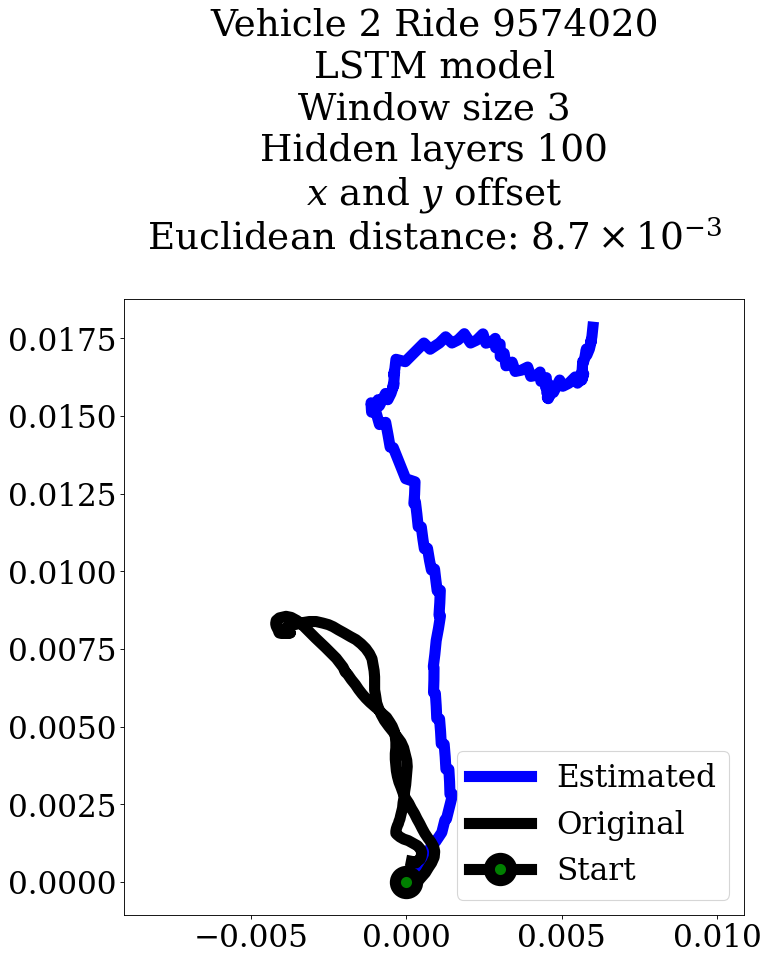 Vehicle 2 Ride 9574020
LSTM model
Window size 3
Hidden layers 100
x and y offset
Euclidean distance: 8.7 × 10⁻³
0.0175
0.0150
0.0125
0.0100
0.0075
0.0050
0.0025
0.0000
Estimated
Original
Start
−0.005 0.000 0.005 0.010